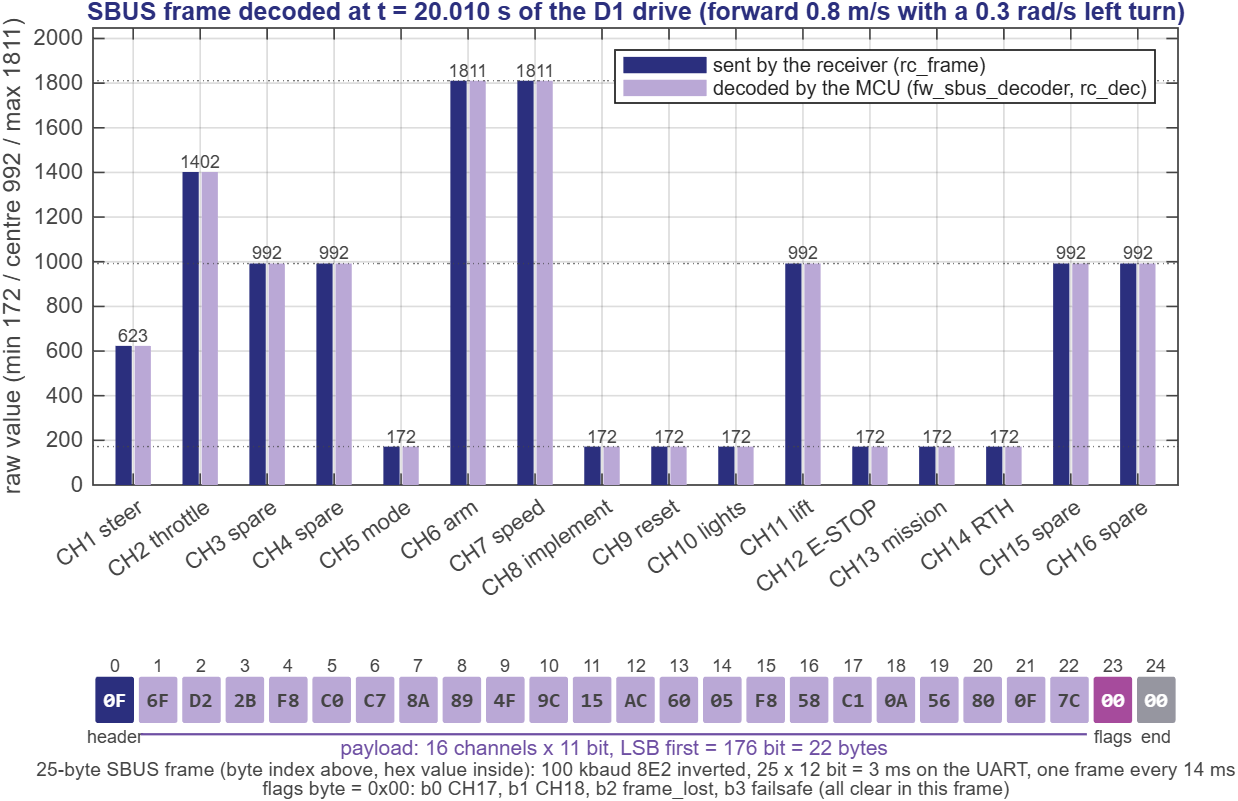 SBUS frame decoded at t = 20.010 s of the D1 drive (forward 0.8 m/s with a 0.3 rad/s left turn)
raw value (min 172 / centre 992 / max 1811)
2000
1800
1600
1400
1200
1000
800
600
400
200
0
sent by the receiver (rc_frame)
decoded by the MCU (fw_sbus_decoder, rc_dec)
623 1402 992 992 172 1811 1811 172 172 172 992 172 172 172 992 992
CH1 steer
CH2 throttle
CH3 spare
CH4 spare
CH5 mode
CH6 arm
CH7 speed
CH8 implement
CH9 reset
CH10 lights
CH11 lift
CH12 E-STOP
CH13 mission
CH14 RTH
CH15 spare
CH16 spare
0 1 2 3 4 5 6 7 8 9 10 11 12 13 14 15 16 17 18 19 20 21 22 23 24
0F 6F D2 2B F8 C0 C7 8A 89 4F 9C 15 AC 60 05 F8 58 C1 0A 56 80 0F 7C 00 00
header flags end
payload: 16 channels x 11 bit, LSB first = 176 bit = 22 bytes
25-byte SBUS frame (byte index above, hex value inside): 100 kbaud 8E2 inverted, 25 x 12 bit = 3 ms on the UART, one frame every 14 ms
flags byte = 0x00: b0 CH17, b1 CH18, b2 frame_lost, b3 failsafe (all clear in this frame)